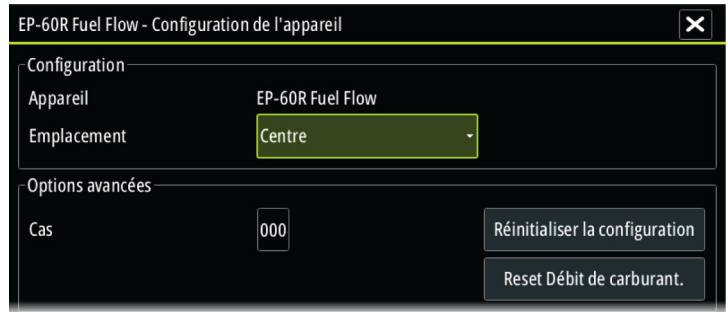 EP-60R Fuel Flow - Configuration de l'appareil
Configuration
Appareil EP-60R Fuel Flow
Emplacement Centre
Options avancées
Cas 000 Réinitialiser la configuration
Reset Débit de carburant.